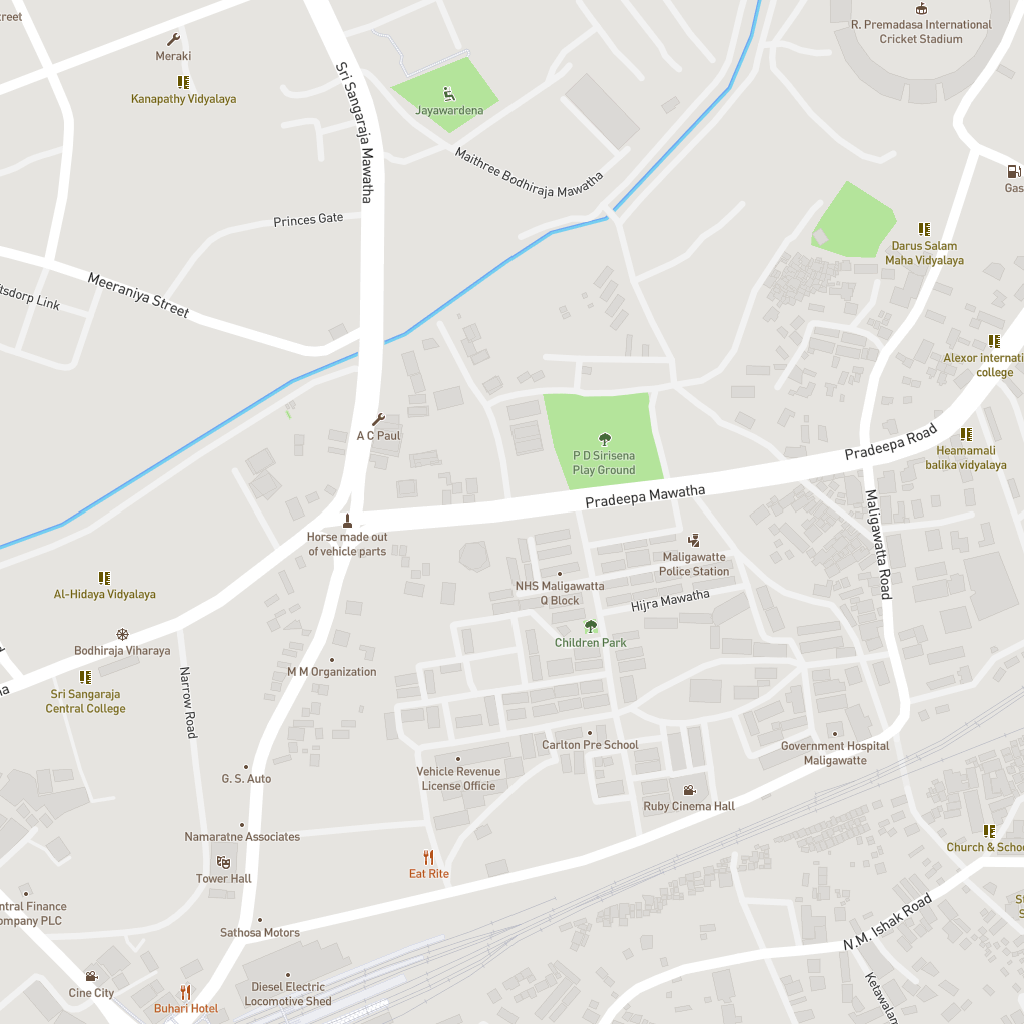 R. Premadasa International
Cricket Stadium
Meraki
Kanapathy Vidyalaya
Sri Sangaraja Mawatha
Jayawardena
Maithree Bodhiraja Mawatha
Gas
Princes Gate
Darus Salam
Maha Vidyalaya
Meeraniya Street
Link
Alexor
college
A C Paul
P D Sirisena
Play Ground
Pradeepa Road
Heamamali
balika vidyalaya
Pradeepa Mawatha
Maligawatta Road
Horse made out
of vehicle parts
Maligawatte
Police Station
Al-Hidaya Vidyalaya
NHS Maligawatta
Q Block
Hijra Mawatha
Bodhiraja Viharaya
Children Park
M M Organization
Sri Sangaraja
Central College
Narrow Road
Carlton Pre School
Government Hospital
Maligawatte
G. S. Auto
Vehicle Revenue
License Officie
Ruby Cinema Hall
Namaratne Associates
Church &
Eat Rite
Tower Hall
Finance
PLC
Sathosa Motors
N.M. Ishak Road
Cine City
Diesel Electric
Locomotive Shed
Buhari Hotel